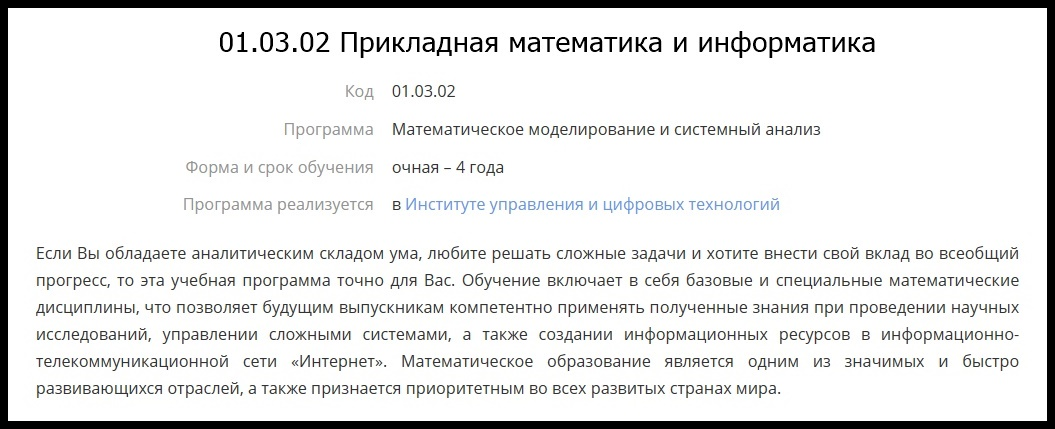 01.03.02 Прикладная математика и информатика
Код 01.03.02
Программа Математическое моделирование и системный анализ
Форма и срок обучения очная – 4 года
Программа реализуется в Институте управления и цифровых технологий
Если Вы обладаете аналитическим складом ума, любите решать сложные задачи и хотите внести свой вклад во всеобщий
прогресс, то эта учебная программа точно для Вас. Обучение включает в себя базовые и специальные математические
дисциплины, что позволяет будущим выпускникам компетентно применять полученные знания при проведении научных
исследований, управлении сложными системами, а также создании информационных ресурсов в информационно-
телекоммуникационной сети «Интернет». Математическое образование является одним из значимых и быстро
развивающихся отраслей, а также признается приоритетным во всех развитых странах мира.